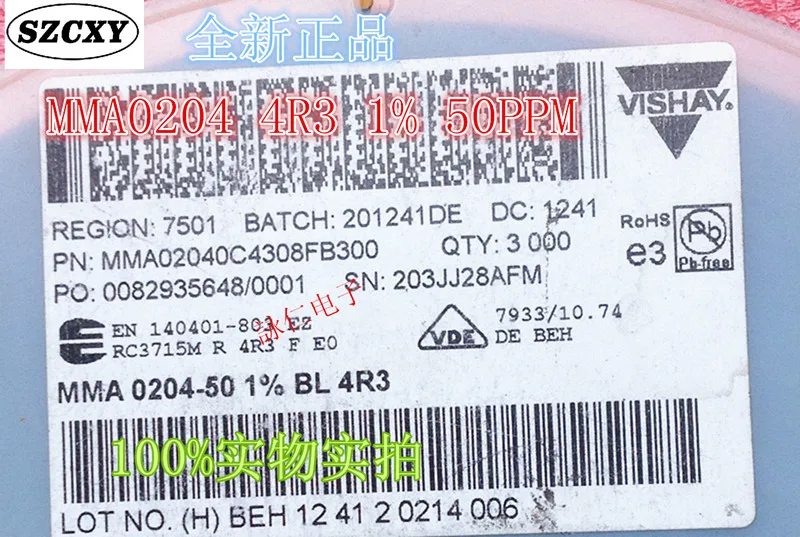 SZCXY
全新正品
MMA0204 4R3 1% 50PPM
VISHAY.
REGION: 7501 BATCH: 201241DE DC: 1241
PN: MMA02040C4308FB300 QTY: 3 000
PO: 0082935648/0001 SN: 203JJ28AFM
RoHS
e3
Pb
Pb-free
詠仁电子
EN 140401-803 EZ
RC3715M R 4R3 F E0
VDE
7933/10.74
DE BEH
MMA 0204-50 1% BL 4R3
100%实物实拍
LOT NO. (H) BEH 12 41 2 0214 006